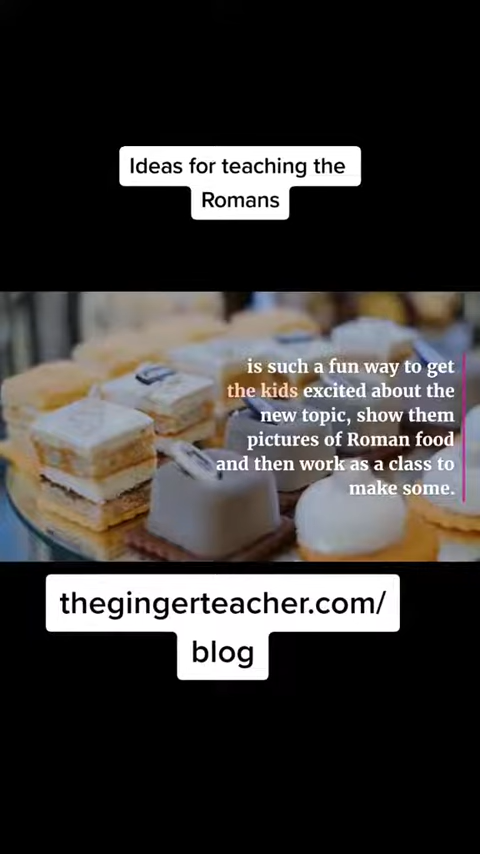 Ideas for teaching the
Romans
is such a fun way to get
the kids excited about the
new topic, show them
pictures of Roman food
and then work as a class to
make some.
thegingerteacher.com/
blog